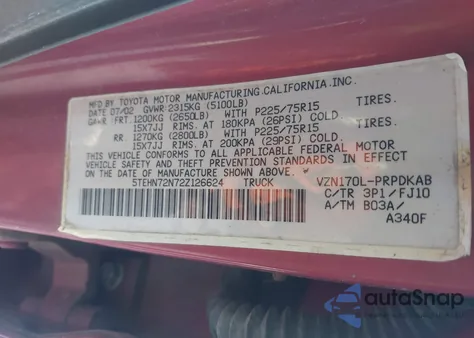 MFD BY TOYOTA MOTOR MANUFACTURING CALIFORNIA.INC.
DATE 07/02 GVWR 2315KG (5100LB)
GAWR FRT. 1200KG (2650LB) WITH P225/75R15 TIRES.
15X7JJ RIMS. AT 180KPA (26PSI) COLD.
RR 1270KG (2800LB) WITH P225/75R15 TIRES.
15X7JJ RIMS. AT 200KPA (29PSI) COLD.
THIS VEHICLE CONFORMS TO ALL APPLICABLE FEDERAL MOTOR
VEHICLE SAFETY AND THEFT PREVENTION STANDARDS IN EFFECT
ON THE DATE OF MANUFACTURE SHOWN ABOVE.
5TEHN72N72Z126624 TRUCK VZN170L-PRPDKAB
C/TR 3P1/FJ10
A/TM B03A/
A340F
autoSnap